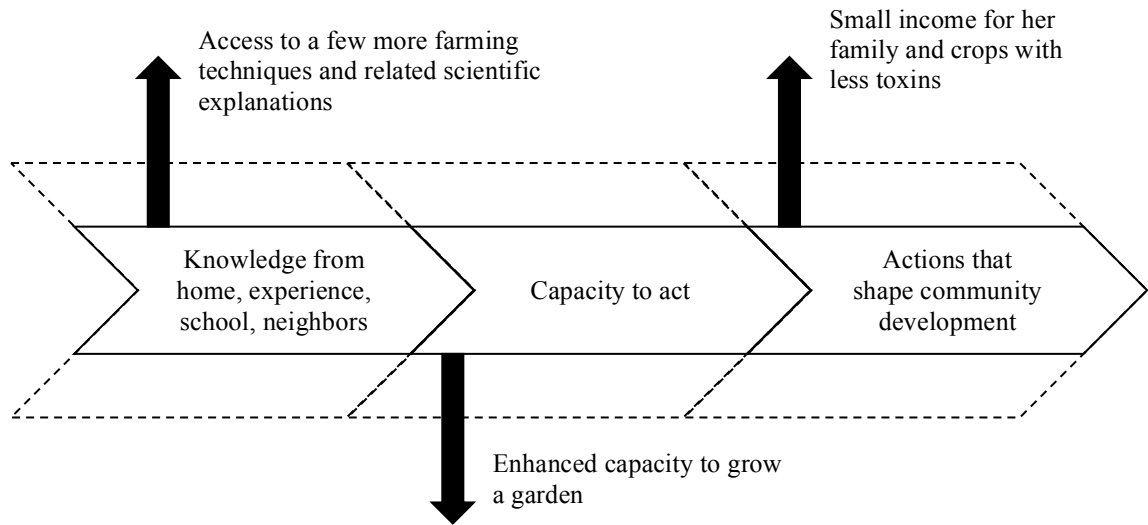 Access to a few more farming
techniques and related scientific
explanations
Small income for her
family and crops with
less toxins
Knowledge from
home, experience,
school, neighbors
Capacity to act
Actions that
shape community
development
Enhanced capacity to grow
a garden